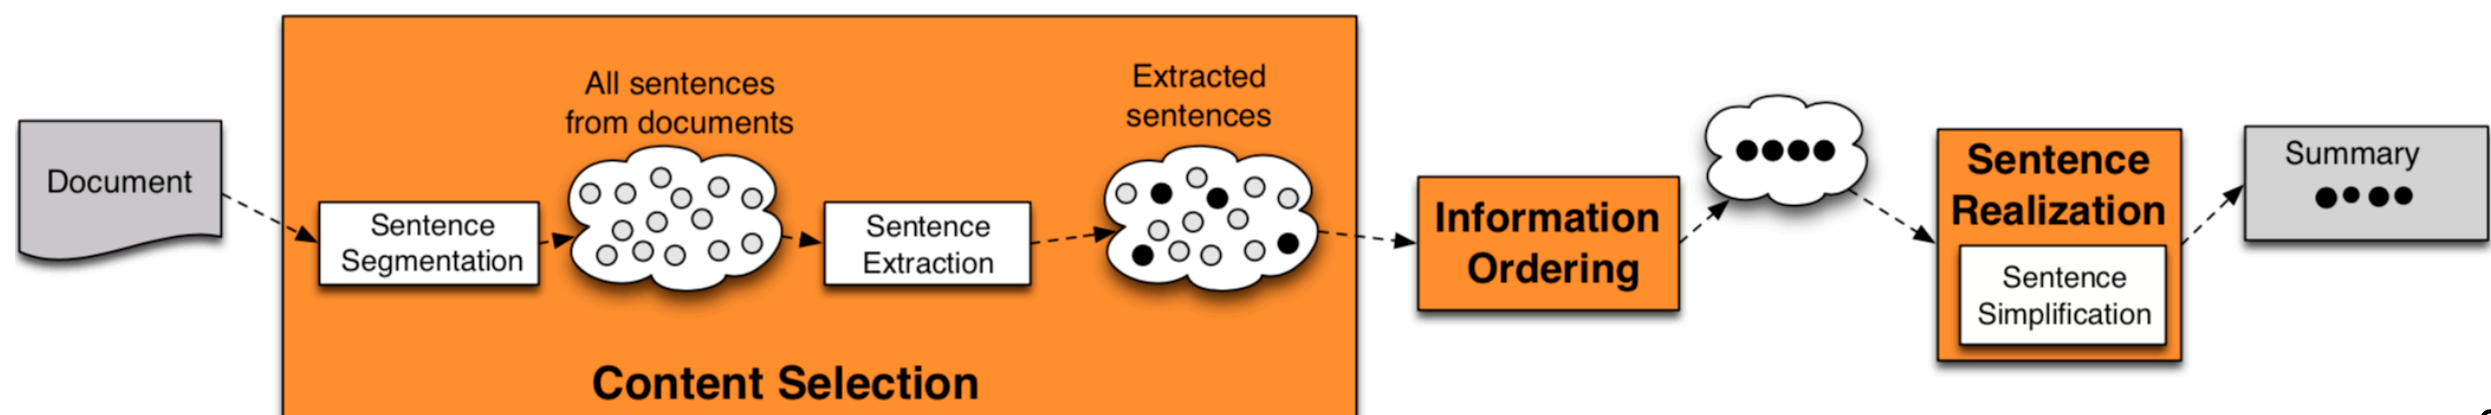 Document
Sentence
Segmentation
All sentences
from documents
Sentence
Extraction
Extracted
sentences
Content Selection
Information
Ordering
Sentence
Realization
Sentence
Simplification
Summary